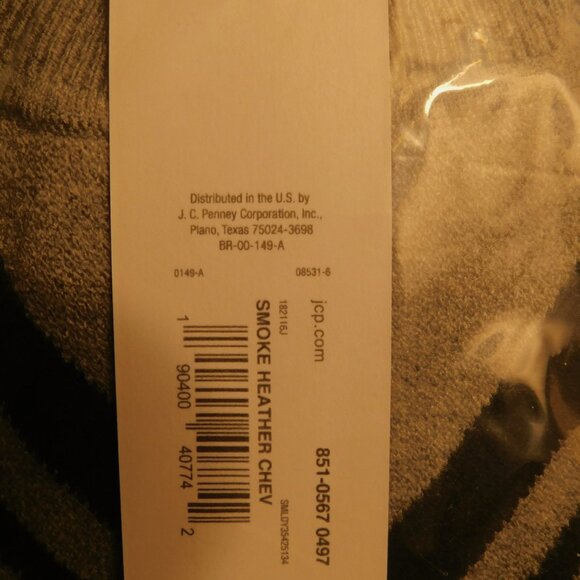 Distributed in the U.S. by
J. C. Penney Corporation, Inc.,
Plano, Texas 75024-3698
BR-00-149-A
0149-A 08531-6
jcp.com 851-0567 0497
182116J SMLDY35425134
SMOKE HEATHER CHEV
1 90400 40774 2